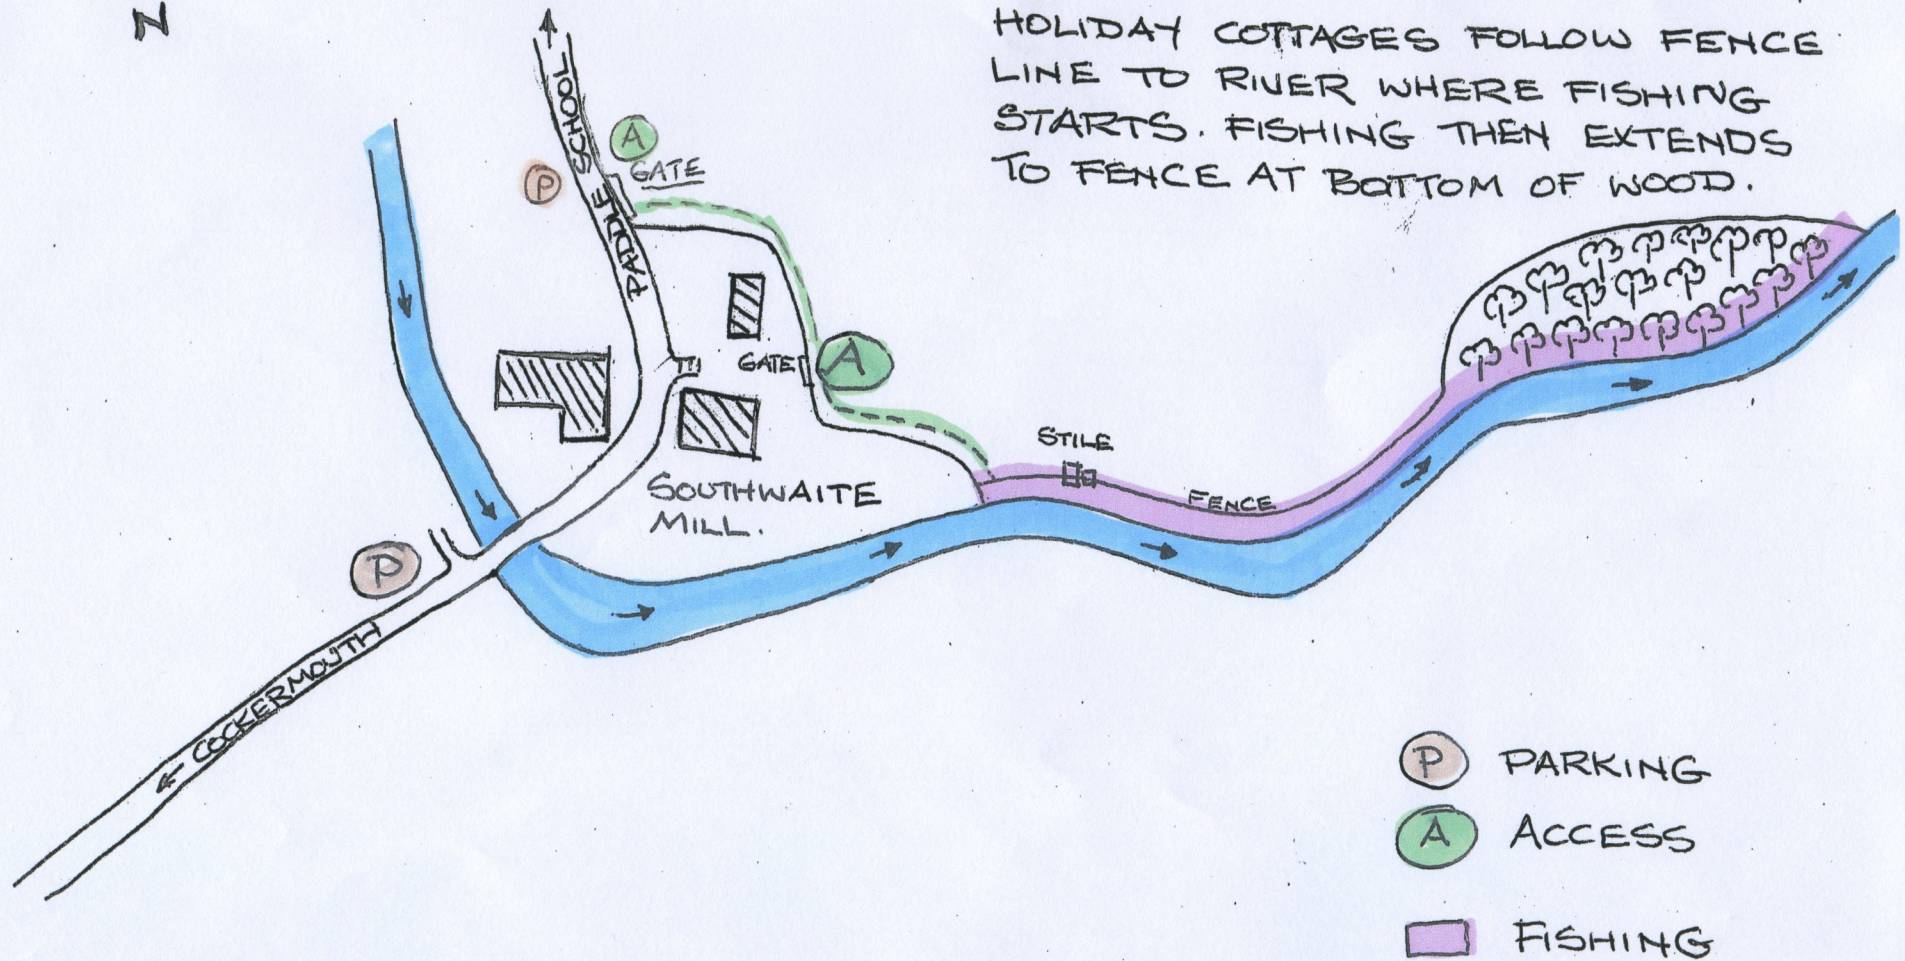 N
HOLIDAY COTTAGES FOLLOW FENCE
LINE TO RIVER WHERE FISHING
STARTS. FISHING THEN EXTENDS
TO FENCE AT BOTTOM OF WOOD.
PADDLE SCHOOL
A
GATE
P
GATE
A
STILE
FENCE
SOUTHWAITE
MILL.
P
← COCKERMOUTH
P PARKING
A ACCESS
FISHING